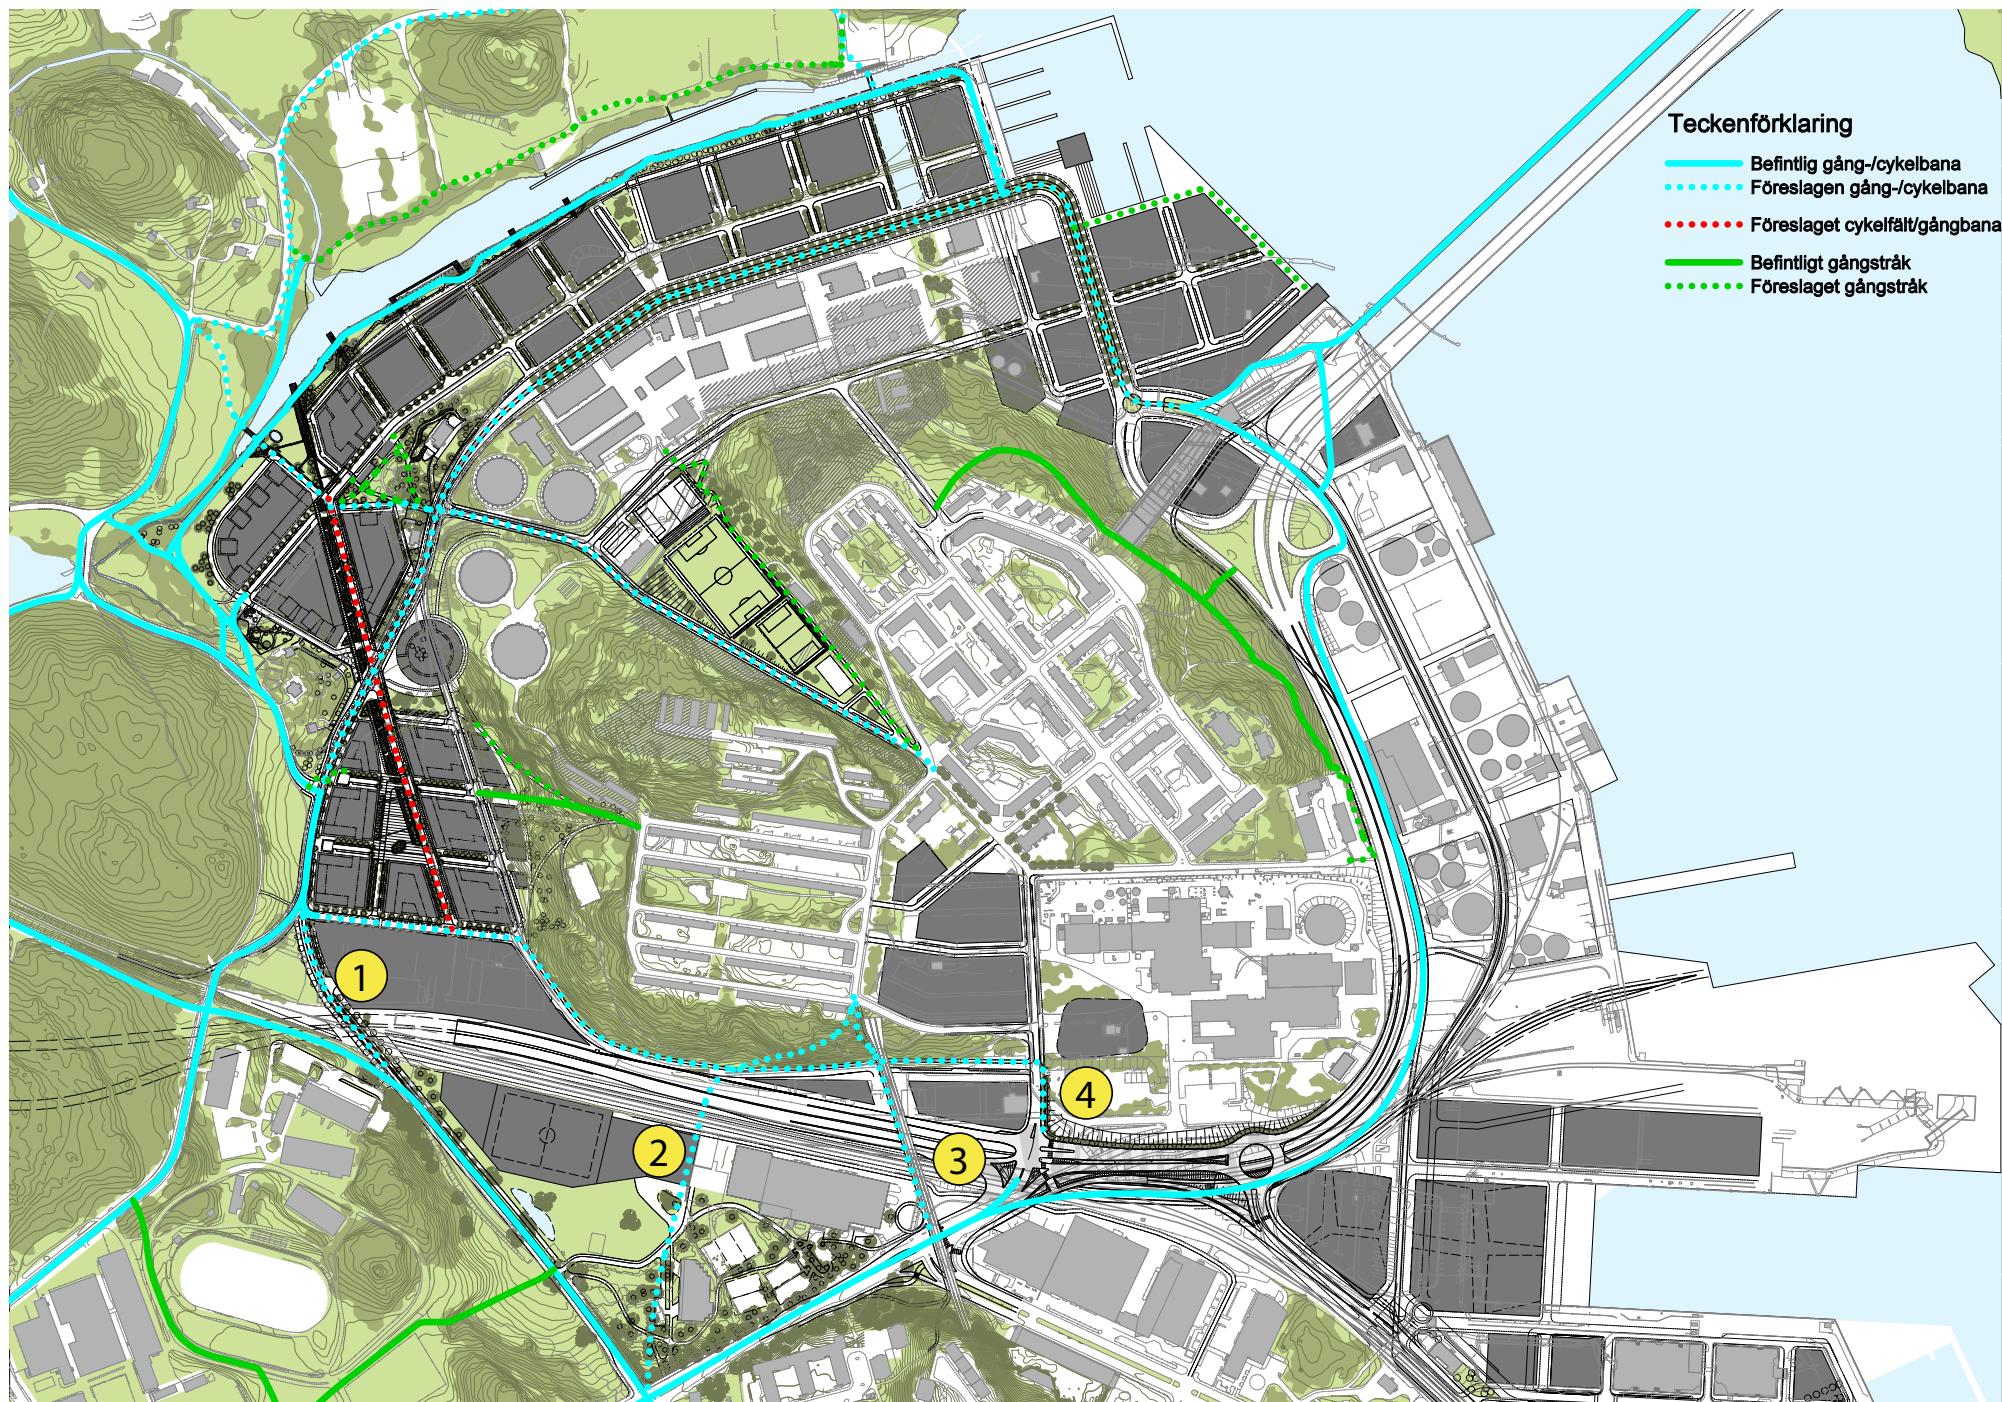 Teckenförklaring
Befintlig gång-/cykelbana
Föreslagen gång-/cykelbana
Föreslaget cykelfält/gångbana
Befintligt gångstråk
Föreslaget gångstråk
1
2
3
4